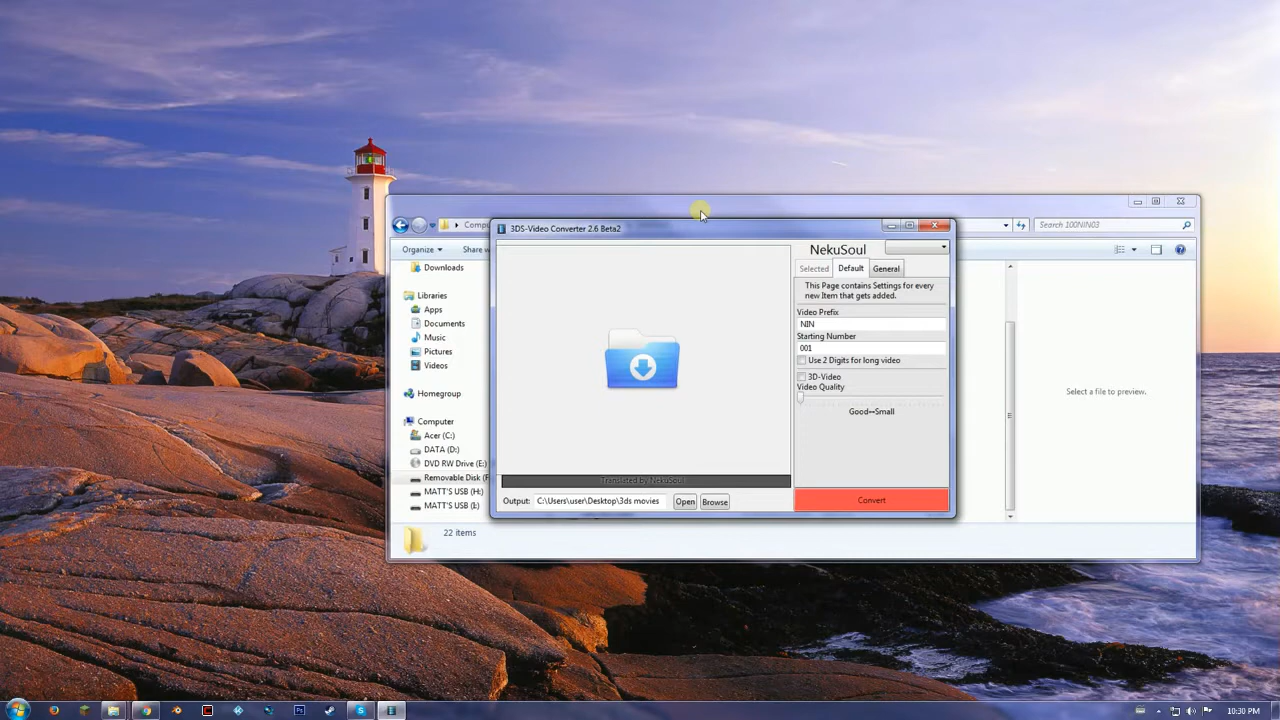 3DS-Video Converter 2.6 Beta2
Compu
Search 100NIN03
Organize
Share w
Downloads
Libraries
Apps
Documents
Music
Pictures
Videos
Homegroup
Computer
Acer (C:)
DATA (D:)
DVD RW Drive (E:)
Removable Disk (F
MATT'S USB (H:)
MATT'S USB (I:)
22 items
Select a file to preview.
NekuSoul
Selected
Default
General
This Page contains Settings for every
new Item that gets added.
Video Prefix
NIN
Starting Number
001
Use 2 Digits for long video
3D-Video
Video Quality
Good↔Small
Translated by NekuSoul
Output:
C:\Users\user\Desktop\3ds movies
Open
Browse
Convert
10:30 PM